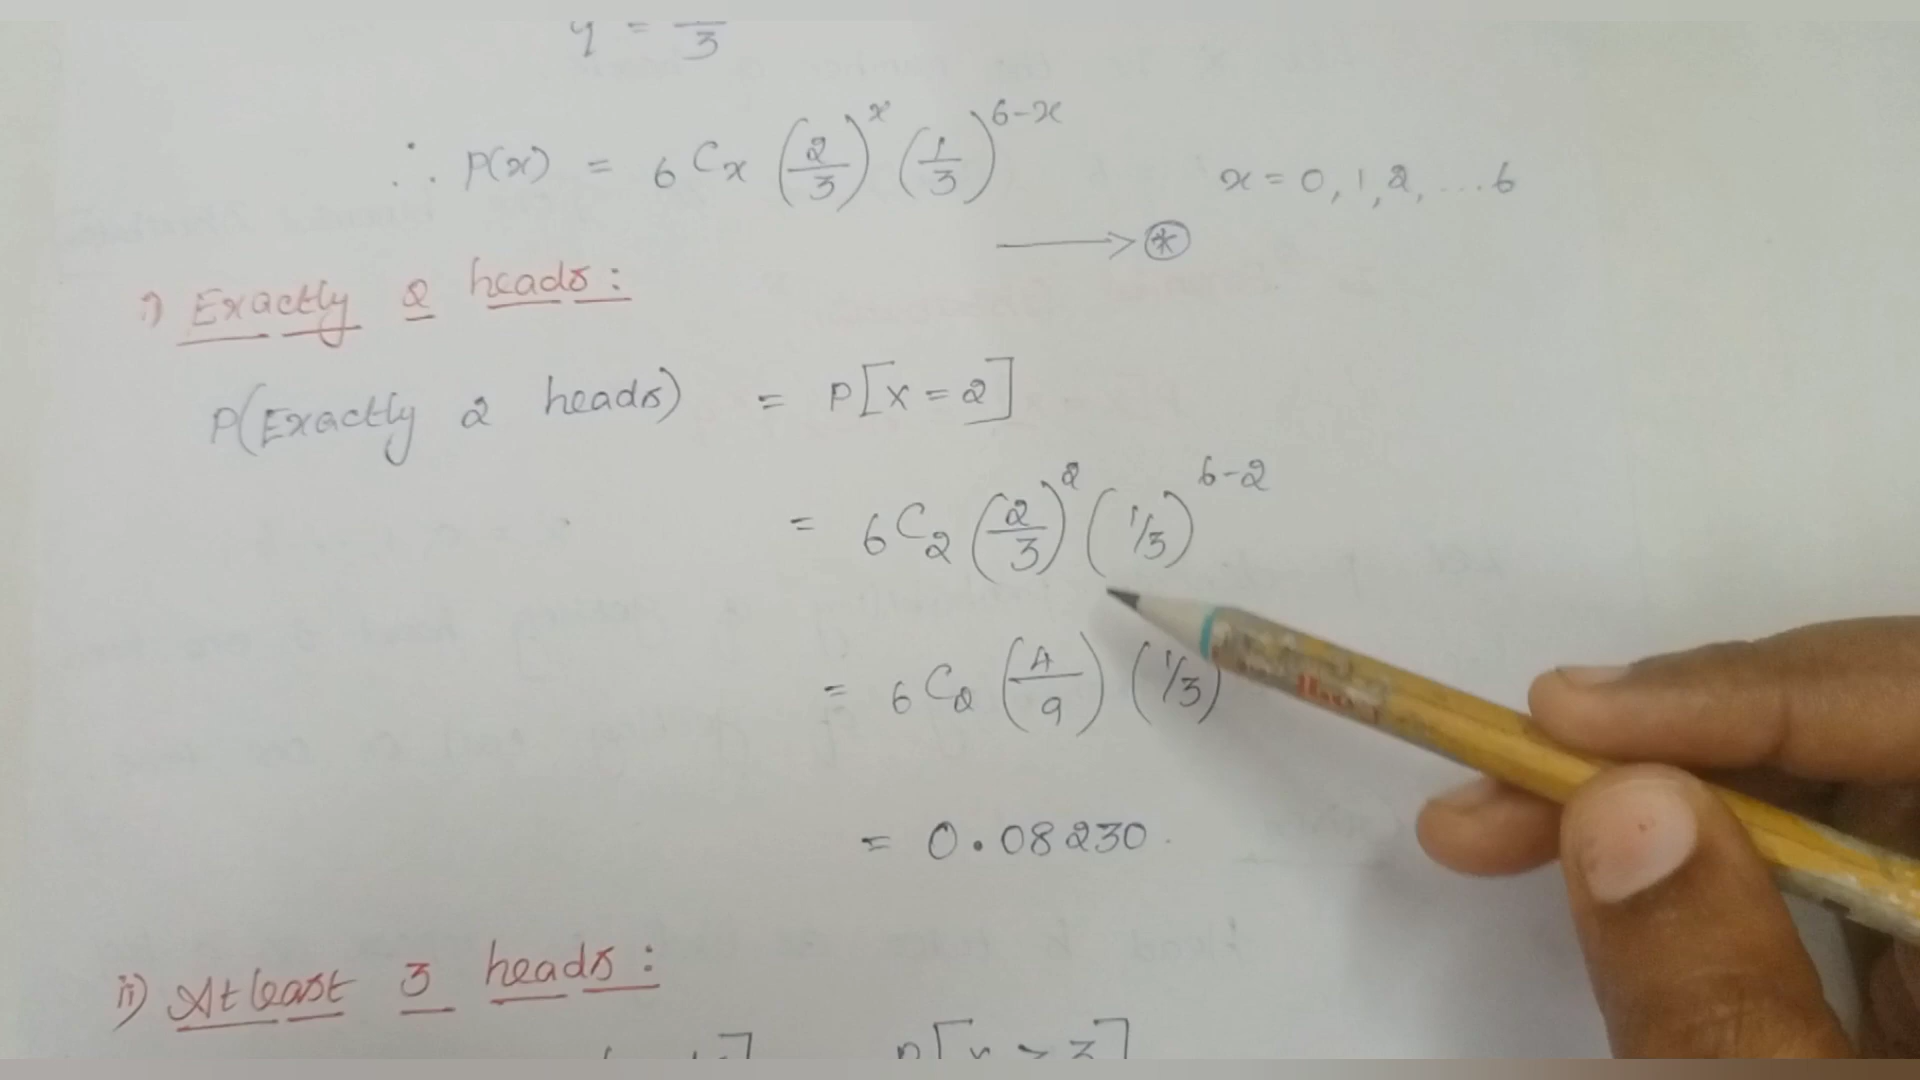 q = ─/3
∴ P(x) = 6Cx (2/3)^x (1/3)^6-x
x = 0, 1, 2, ... 6
⟶ ⊛
i) Exactly 2 heads:
P(Exactly 2 heads) = P[X = 2]
= 6C2 (2/3)^2 (1/3)^6-2
= 6C2 (4/9) (1/3)
= 0.08230
ii) Atleast 3 heads: